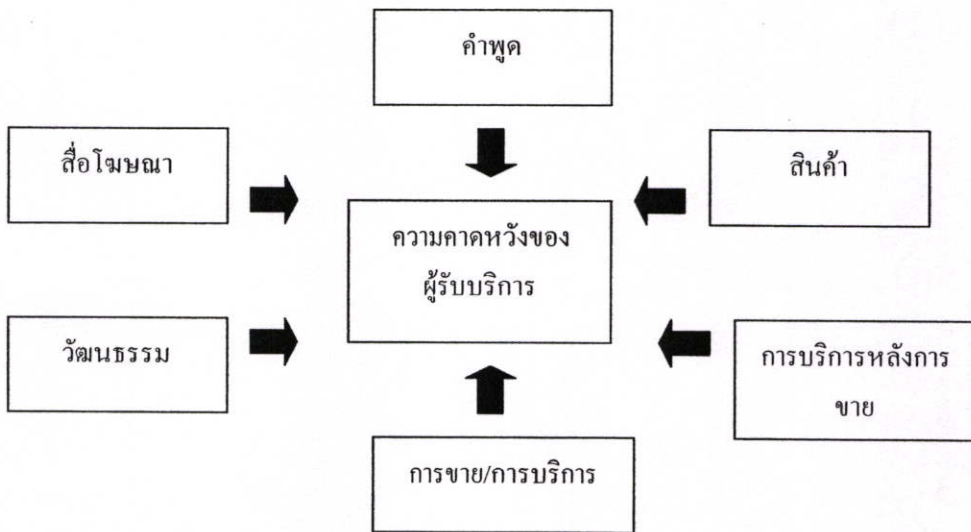 คำพูด
สื่อโฆษณา
สินค้า
ความคาดหวังของ
ผู้รับบริการ
วัฒนธรรม
การบริการหลังการ
ขาย
การขาย/การบริการ